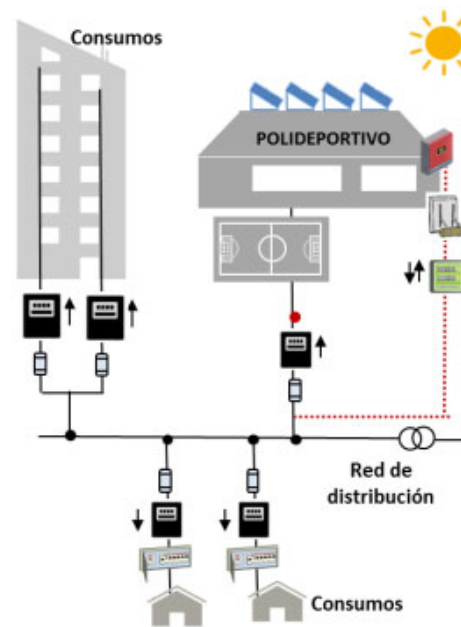 Consumos
POLIDEPORTIVO
Red de
distribución
Consumos